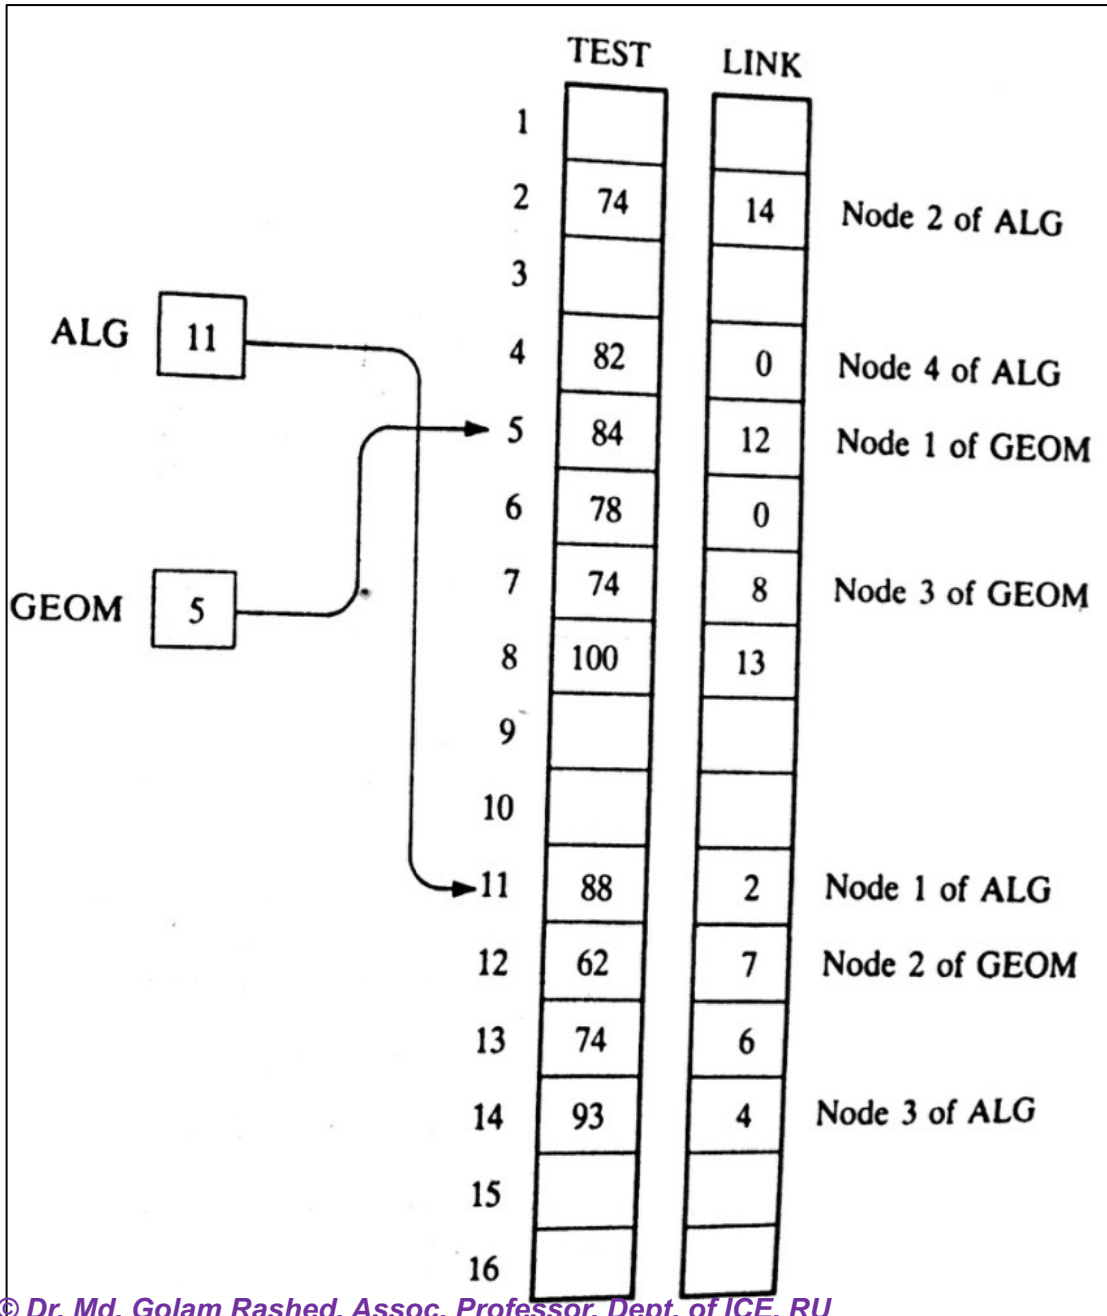 TEST LINK
1
2 74 14 Node 2 of ALG
3
ALG 11
4 82 0 Node 4 of ALG
5 84 12 Node 1 of GEOM
6 78 0
GEOM 5
7 74 8 Node 3 of GEOM
8 100 13
9
10
11 88 2 Node 1 of ALG
12 62 7 Node 2 of GEOM
13 74 6
14 93 4 Node 3 of ALG
15
16
© Dr. Md. Golam Rashed, Assoc. Professor, Dept. of ICE, RU